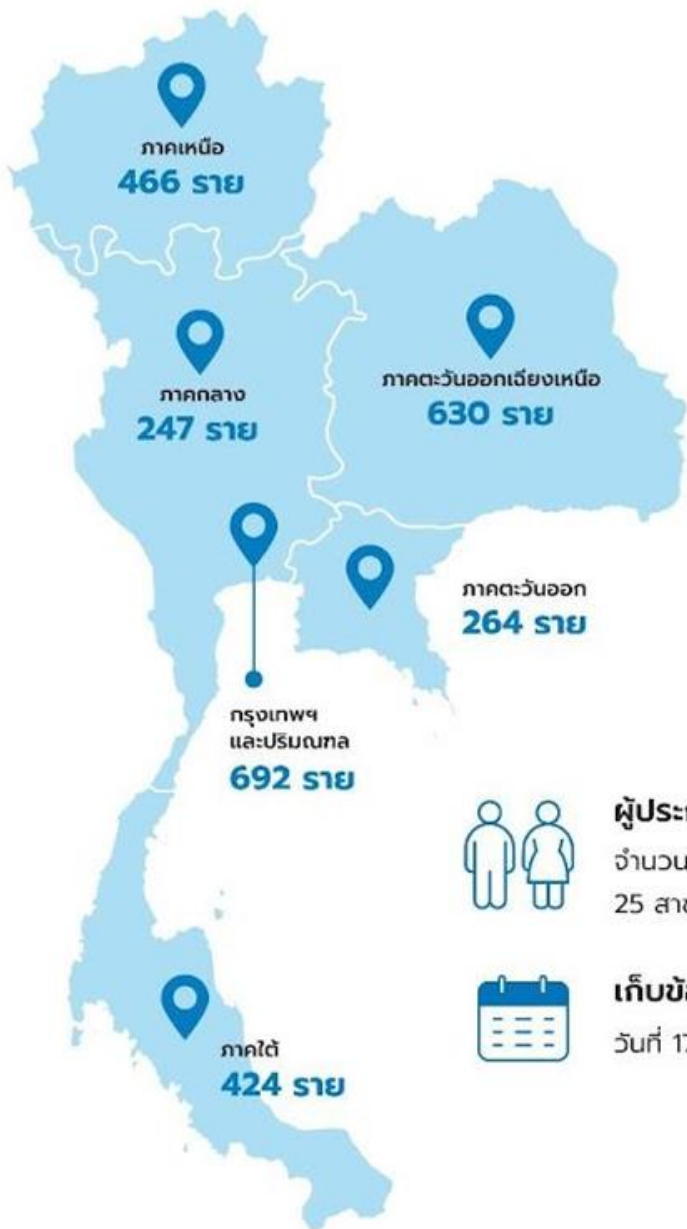 ภาคเหนือ
466 ราย
ภาคกลาง
247 ราย
ภาคตะวันออกเฉียงเหนือ
630 ราย
ภาคตะวันออก
264 ราย
กรุงเทพฯ
และปริมณฑล
692 ราย
ภาคใต้
424 ราย
จำนวน
25
วันที่ 17